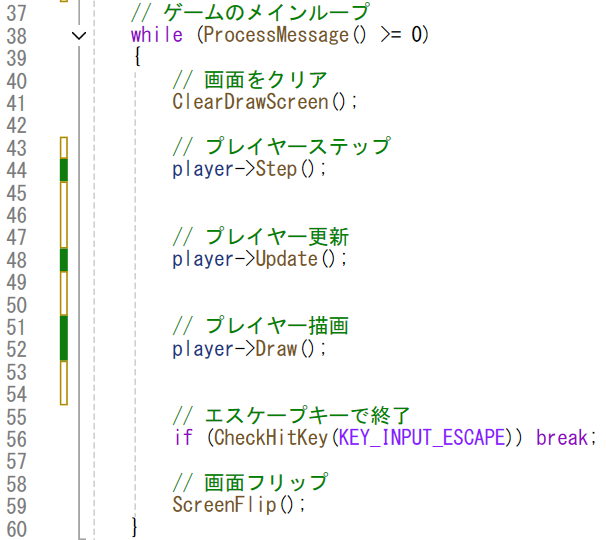 37 // ゲームのメインループ
38 while (ProcessMessage() >= 0)
39 {
40 // 画面をクリア
41 ClearDrawScreen();
42
43 // プレイヤーステップ
44 player->Step();
45
46
47 // プレイヤー更新
48 player->Update();
49
50
51 // プレイヤー描画
52 player->Draw();
53
54
55 // エスケープキーで終了
56 if (CheckHitKey(KEY_INPUT_ESCAPE)) break;
57
58 // 画面フリップ
59 ScreenFlip();
60 }